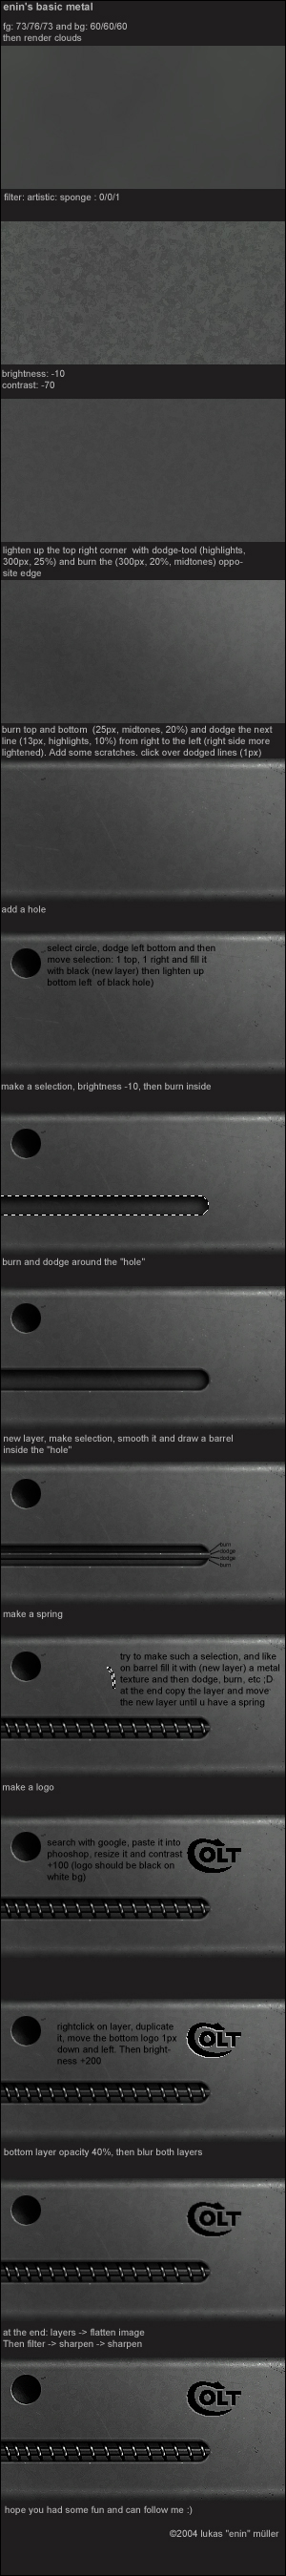 enin's basic metal
fg: 73/76/73 and bg: 60/60/60
then render clouds
filter: artistic: sponge : 0/0/1
brightness: -10
contrast: -70
lighten up the top right corner with dodge-tool (highlights,
300px, 25%) and burn the (300px, 20%, midtones) oppo-
site edge
burn top and bottom (25px, midtones, 20%) and dodge the next
line (13px, highlights, 10%) from right to the left (right side more
lightened). Add some scratches. click over dodged lines (1px)
add a hole
select circle, dodge left bottom and then
move selection: 1 top, 1 right and fill it
with black (new layer) then lighten up
bottom left of black hole)
make a selection, brightness -10, then burn inside
burn and dodge around the "hole"
new layer, make selection, smooth it and draw a barrel
inside the "hole"
burn
dodge
dodge
burn
make a spring
try to make such a selection, and like
on barrel fill it with (new layer) a metal
texture and then dodge, burn, etc ;D
at the end copy the layer and move
the new layer until u have a spring
make a logo
search with google, paste it into
phooshop, resize it and contrast
+100 (logo should be black on
white bg)
COLT
rightclick on layer, duplicate
it, move the bottom logo 1px
down and left. Then bright-
ness +200
COLT
bottom layer opacity 40%, then blur both layers
COLT
at the end: layers -> flatten image
Then filter -> sharpen -> sharpen
COLT
hope you had some fun and can follow me :)
©2004 lukas "enin" müller